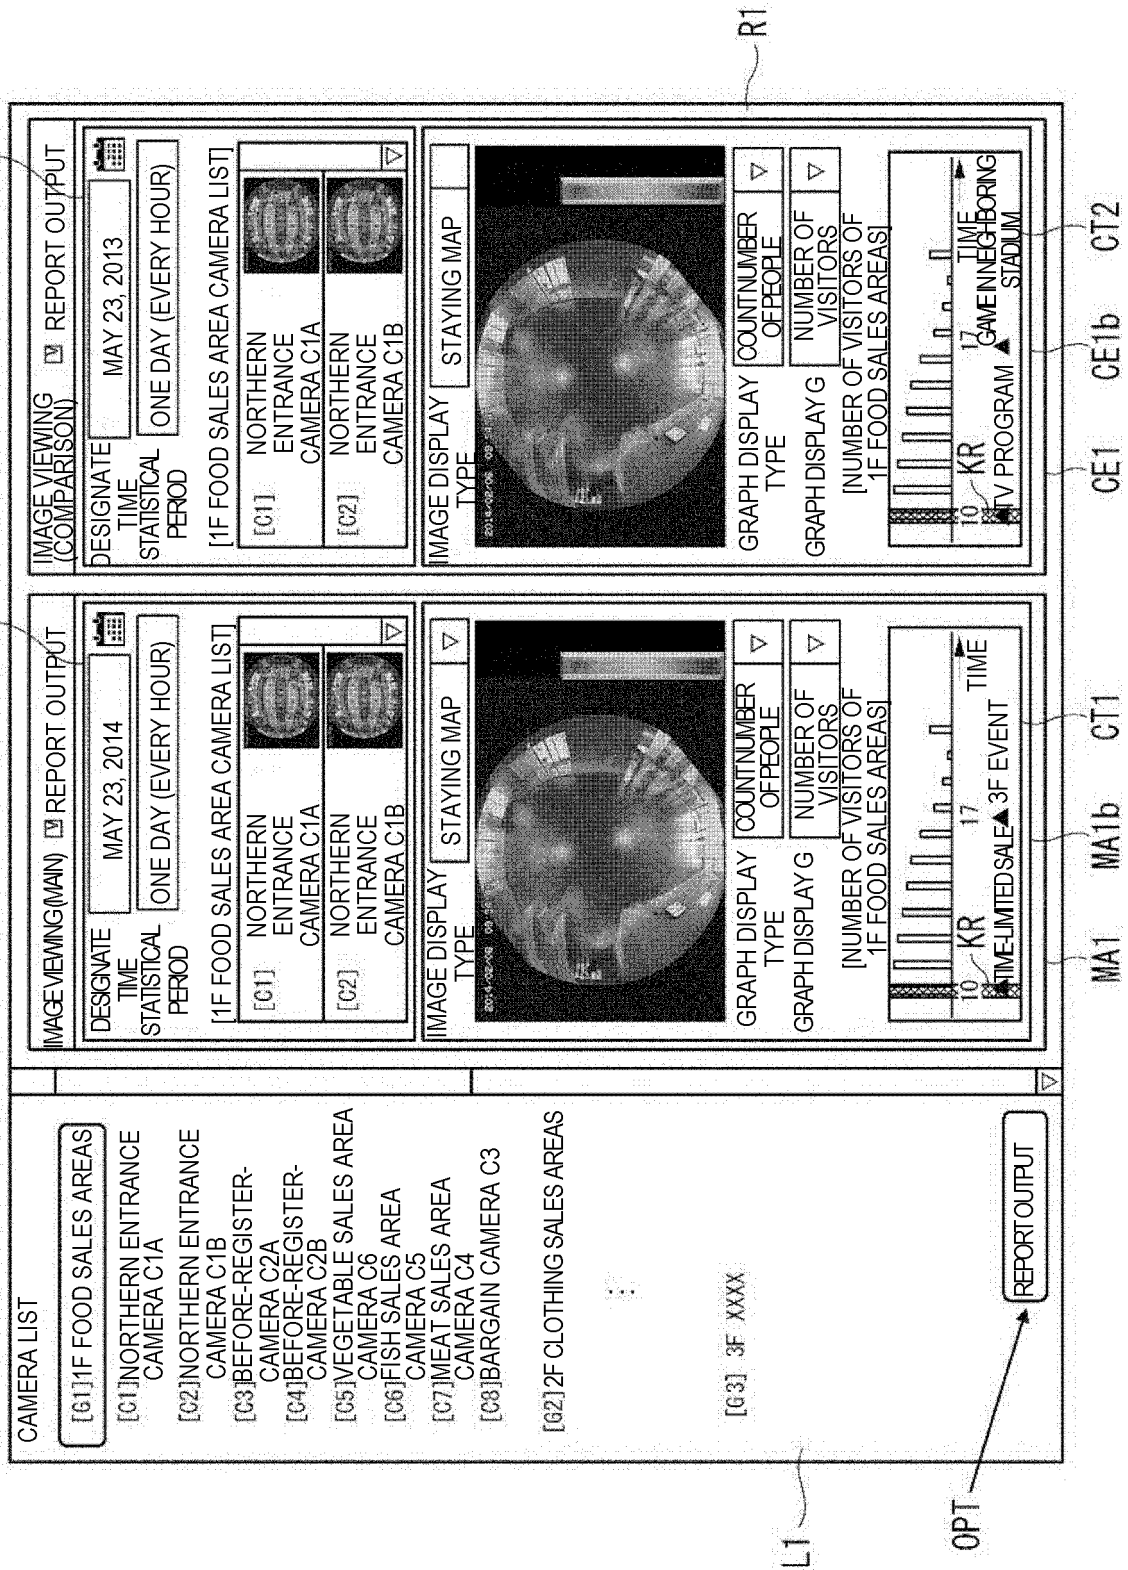 CAMERA LIST
[G1]1F FOOD SALES AREAS
[C1]NORTHERN ENTRANCE
CAMERA C1A
[C2]NORTHERN ENTRANCE
CAMERA C1B
[C3]BEFORE-REGISTER-
CAMERA C2A
[C4]BEFORE-REGISTER-
CAMERA C2B
[C5]VEGETABLE SALES AREA
CAMERA C6
[C6]FISH SALES AREA
CAMERA C5
[C7]MEAT SALES AREA
CAMERA C4
[C8]BARGAIN CAMERA C3
[G2]2F CLOTHING SALES AREAS
[G3] 3F XXXX
REPORT OUTPUT
OPT
L1
IMAGE VIEWING (MAIN)
REPORT OUTPUT
DESIGNATE
TIME
MAY 23, 2014
STATISTICAL
PERIOD
ONE DAY (EVERY HOUR)
[1F FOOD SALES AREA CAMERA LIST]
[C1]
NORTHERN
ENTRANCE
CAMERA C1A
[C2]
NORTHERN
ENTRANCE
CAMERA C1B
IMAGE DISPLAY
TYPE
STAYING MAP
GRAPH DISPLAY
TYPE
COUNT NUMBER
OF PEOPLE
GRAPH DISPLAY G
NUMBER OF
VISITORS
[NUMBER OF VISITORS OF
1F FOOD SALES AREAS]
10
KR
17
TIME
▲TIME-LIMITED SALE
▲3F EVENT
MA1
MA1b
CT1
IMAGE VIEWING
(COMPARISON)
REPORT OUTPUT
DESIGNATE
TIME
MAY 23, 2013
STATISTICAL
PERIOD
ONE DAY (EVERY HOUR)
[1F FOOD SALES AREA CAMERA LIST]
[C1]
NORTHERN
ENTRANCE
CAMERA C1A
[C2]
NORTHERN
ENTRANCE
CAMERA C1B
IMAGE DISPLAY
TYPE
STAYING MAP
GRAPH DISPLAY
TYPE
COUNT NUMBER
OF PEOPLE
GRAPH DISPLAY G
NUMBER OF
VISITORS
[NUMBER OF VISITORS OF
1F FOOD SALES AREAS]
10
KR
17
TIME
▲TV PROGRAM
▲GAME IN NEIGHBORING
STADIUM
CE1
CE1b
CT2
R1